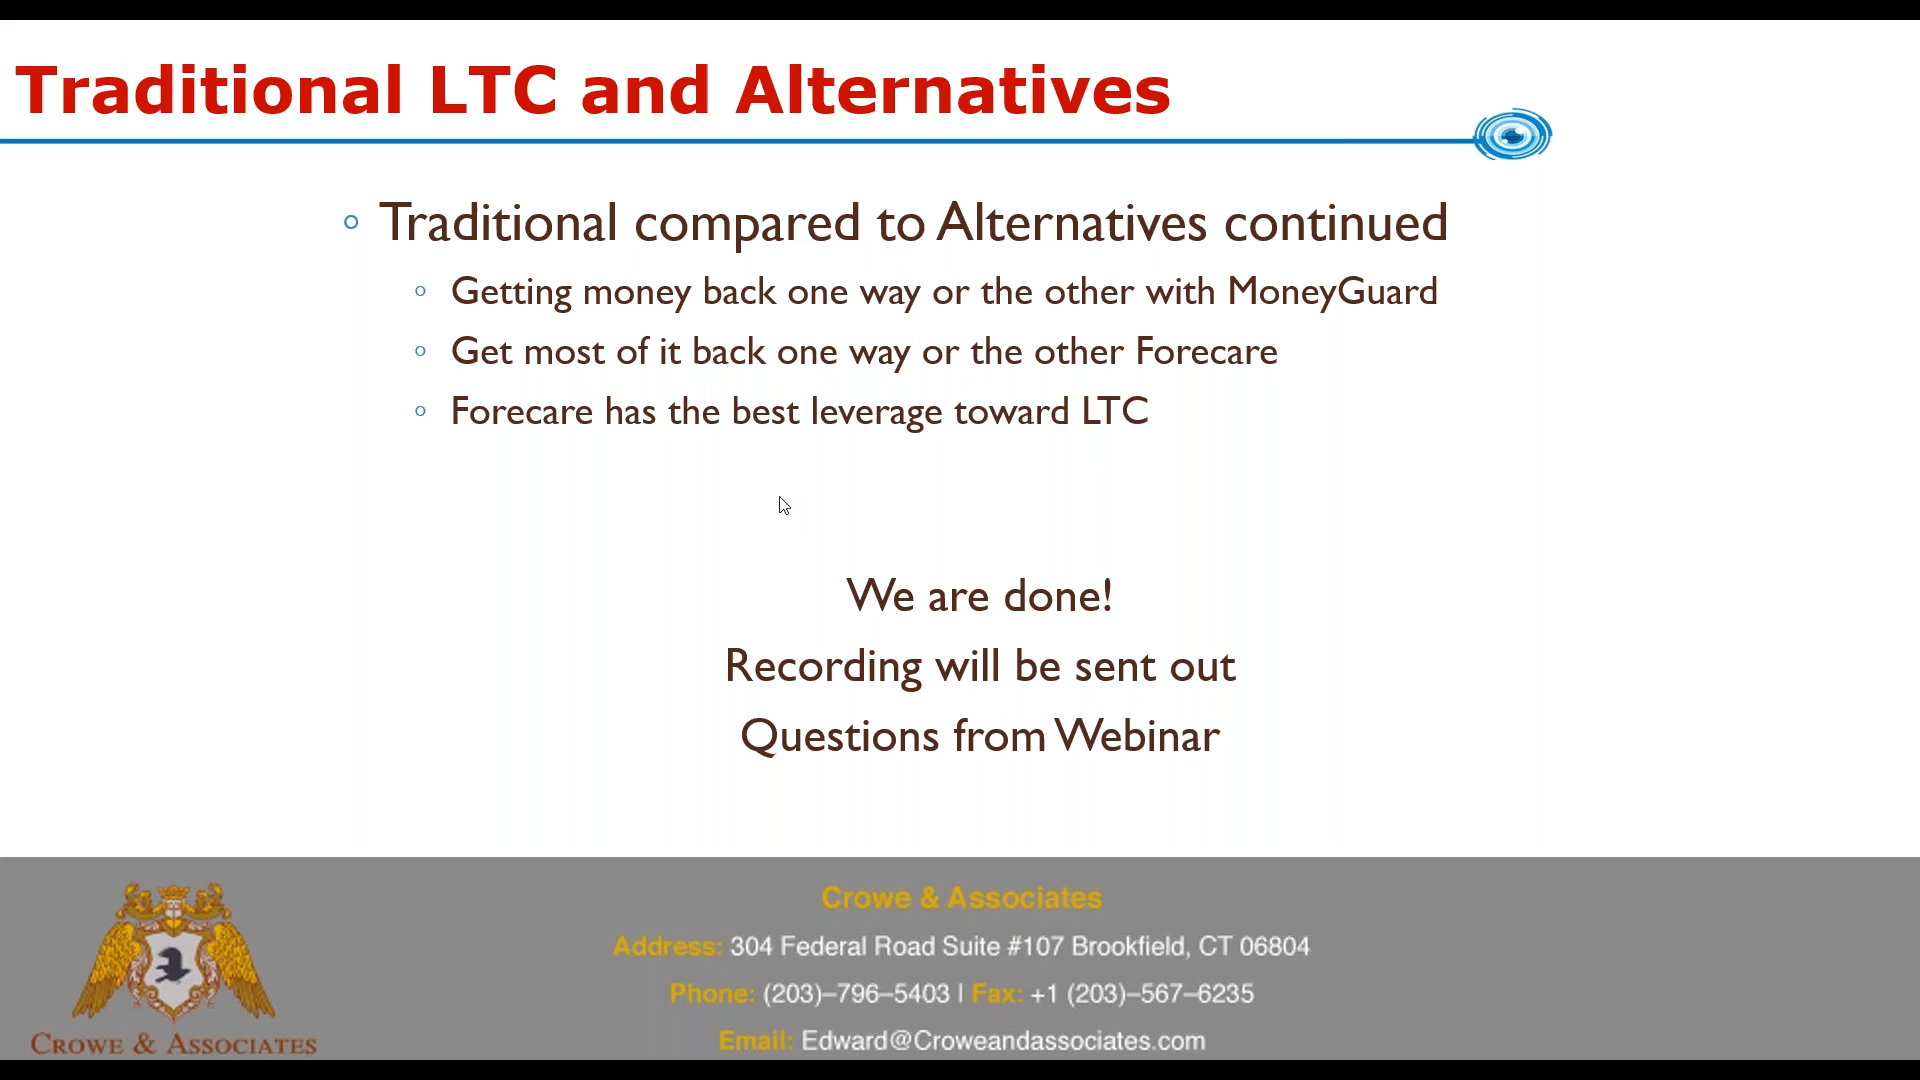 Traditional LTC and Alternatives
Traditional compared to Alternatives continued
Getting money back one way or the other with MoneyGuard
Get most of it back one way or the other Forecare
Forecare has the best leverage toward LTC
We are done!
Recording will be sent out
Questions from Webinar
Crowe & Associates
Address: 304 Federal Road Suite #107 Brookfield, CT 06804
Phone: (203)–796–5403 | Fax: +1 (203)–567–6235
Email: Edward@Croweandassociates.com
CROWE & ASSOCIATES